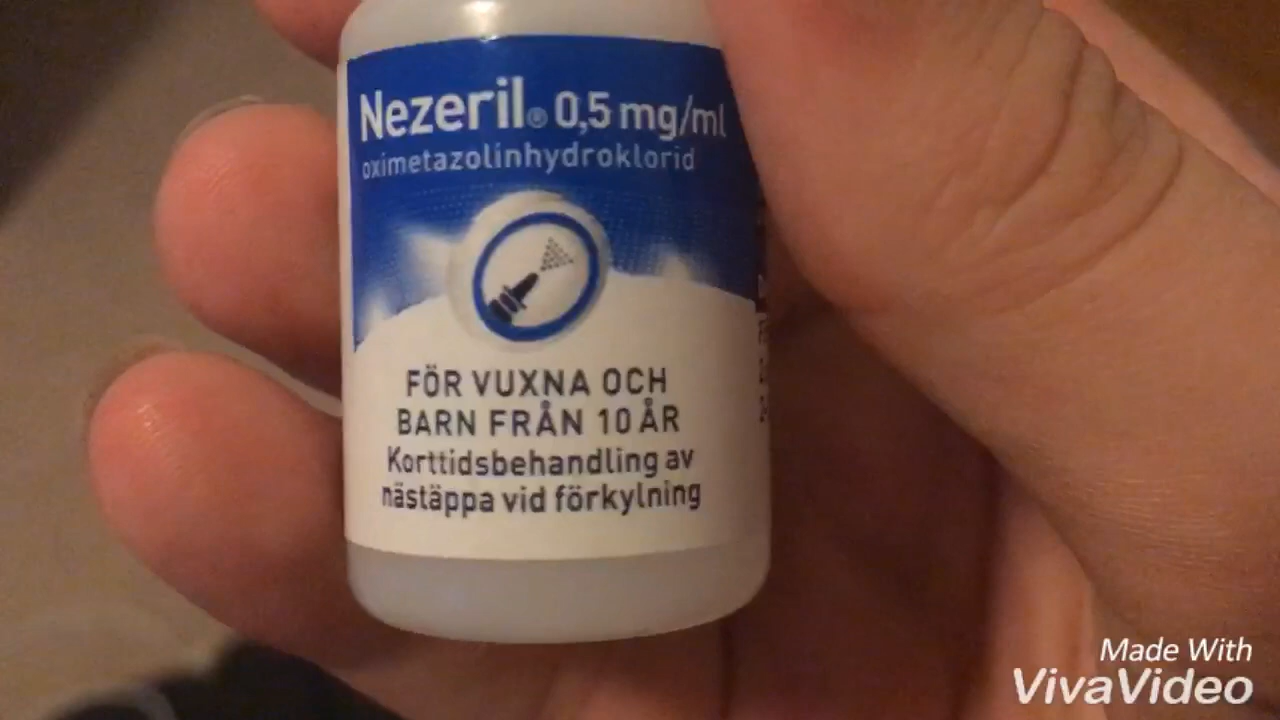 Nezeril® 0,5 mg/ml
oximetazolinhydroklorid
FÖR VUXNA OCH
BARN FRÅN 10 ÅR
Korttidsbehandling av
nästäppa vid förkylning
Made With
VivaVideo